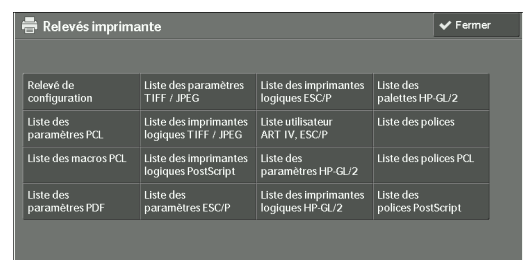 Relevés imprimante
Fermer
Relevé de
configuration
Liste des paramètres
TIFF / JPEG
Liste des imprimantes
logiques ESC/P
Liste des
palettes HP-GL/2
Liste des
paramètres PCL
Liste des imprimantes
logiques TIFF / JPEG
Liste utilisateur
ART IV, ESC/P
Liste des polices
Liste des macros PCL
Liste des imprimantes
logiques PostScript
Liste des
paramètres HP-GL/2
Liste des polices PCL
Liste des
paramètres PDF
Liste des
paramètres ESC/P
Liste des imprimantes
logiques HP-GL/2
Liste des
polices PostScript